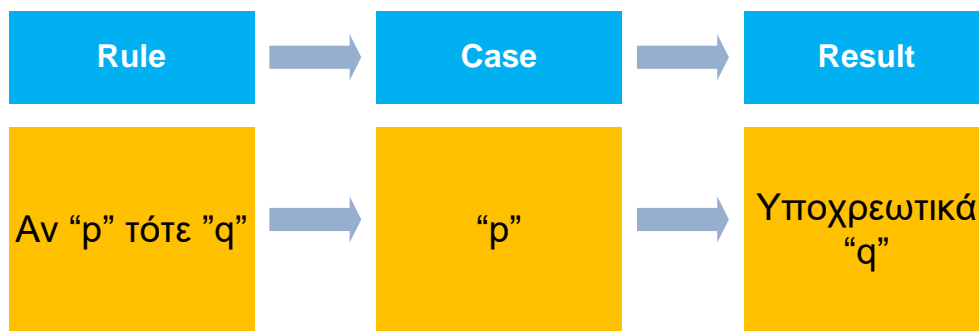 Rule
Case
Result
Αν “p” τότε ”q”
“p”
Υποχρεωτικά
“q”